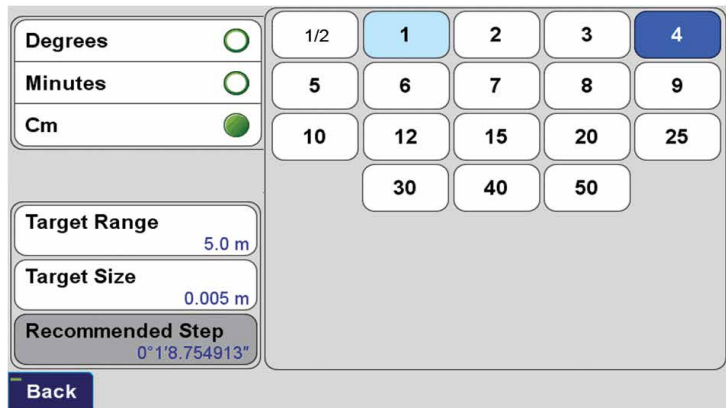 Degrees
Minutes
Cm
1/2 1 2 3 4
5 6 7 8 9
10 12 15 20 25
30 40 50
Target Range
5.0 m
Target Size
0.005 m
Recommended Step
0°1'8.754913"
Back